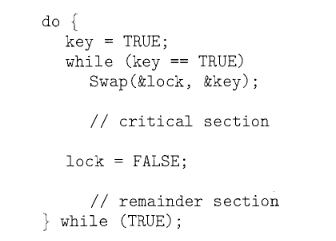 do {
key = TRUE;
while (key == TRUE)
Swap(&lock, &key);
// critical section
lock = FALSE;
// remainder section
} while (TRUE);